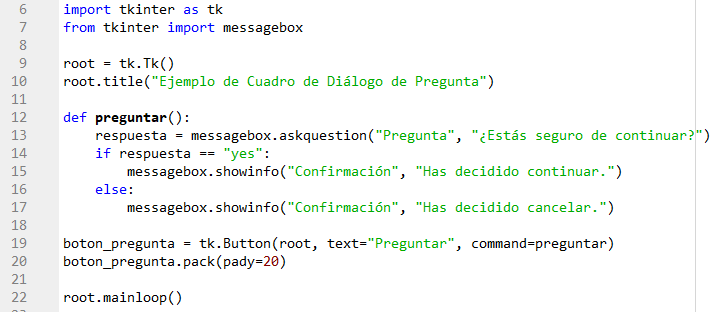 6 import tkinter as tk
7 from tkinter import messagebox
8
9 root = tk.Tk()
10 root.title("Ejemplo de Cuadro de Diálogo de Pregunta")
11
12 def preguntar():
13     respuesta = messagebox.askquestion("Pregunta", "¿Estás seguro de continuar?")
14     if respuesta == "yes":
15         messagebox.showinfo("Confirmación", "Has decidido continuar.")
16     else:
17         messagebox.showinfo("Confirmación", "Has decidido cancelar.")
18
19 boton_pregunta = tk.Button(root, text="Preguntar", command=preguntar)
20 boton_pregunta.pack(pady=20)
21
22 root.mainloop()